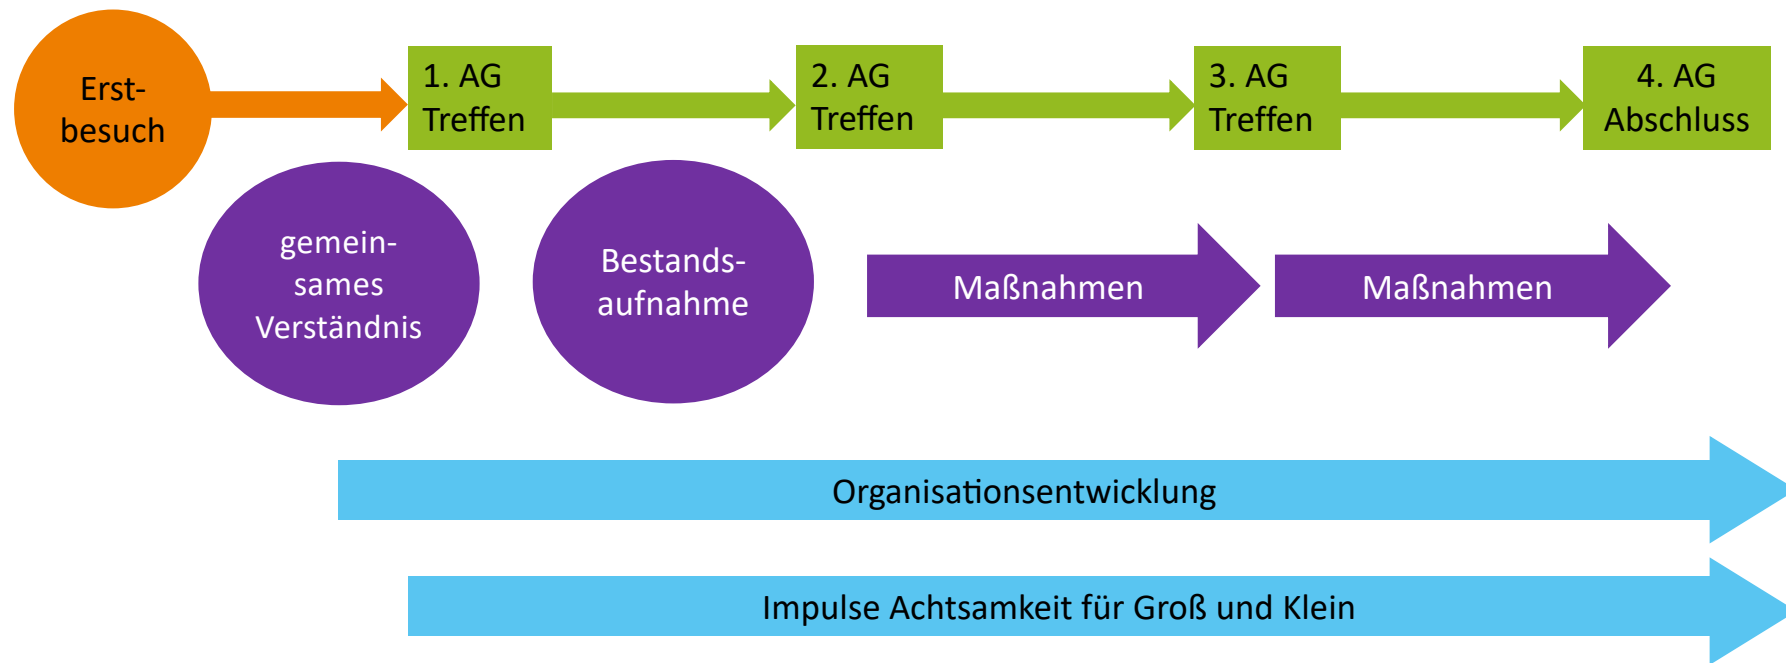 Erst-
besuch
1. AG
Treffen
2. AG
Treffen
3. AG
Treffen
4. AG
Abschluss
gemein-
sames
Verständnis
Bestands-
aufnahme
Maßnahmen
Maßnahmen
Organisationsentwicklung
Impulse Achtsamkeit für Groß und Klein